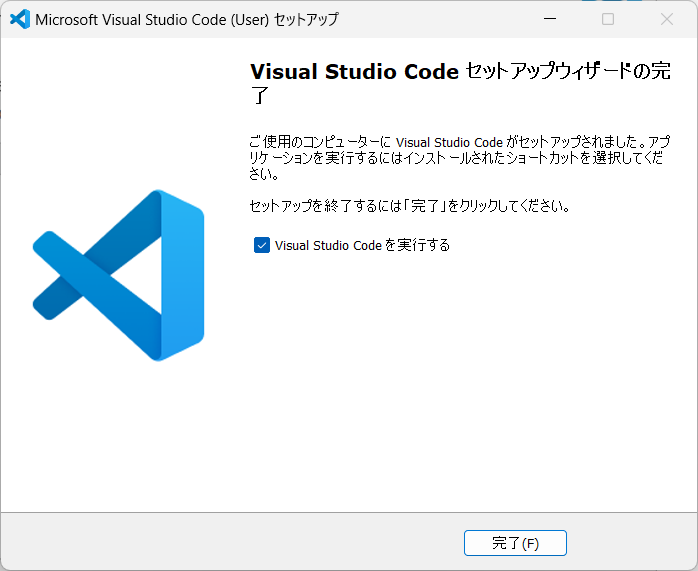 Microsoft Visual Studio Code (User) セットアップ
Visual Studio Code セットアップウィザードの完
了
ご使用のコンピューターに Visual Studio Code がセットアップされました。アプ
リケーションを実行するにはインストールされたショートカットを選択してくだ
さい。
セットアップを終了するには「完了」をクリックしてください。
Visual Studio Code を実行する
完了(F)